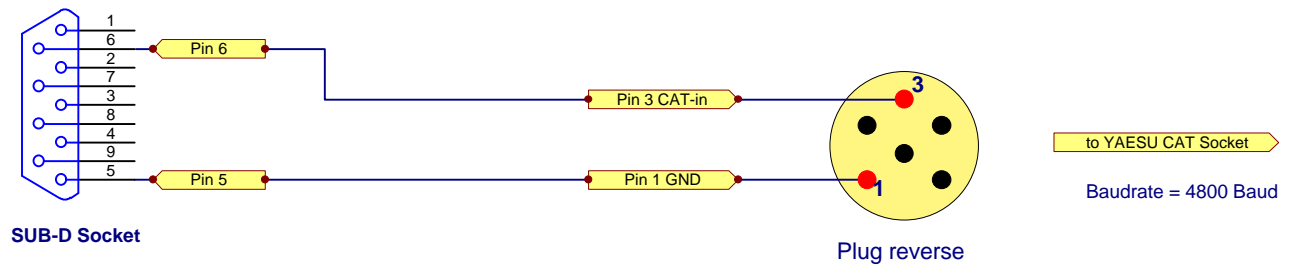 1
6
2
7
3
8
4
9
5
Pin 6
Pin 5
SUB-D Socket
Pin 3 CAT-in
Pin 1 GND
3
1
Plug reverse
to YAESU CAT Socket
Baudrate = 4800 Baud